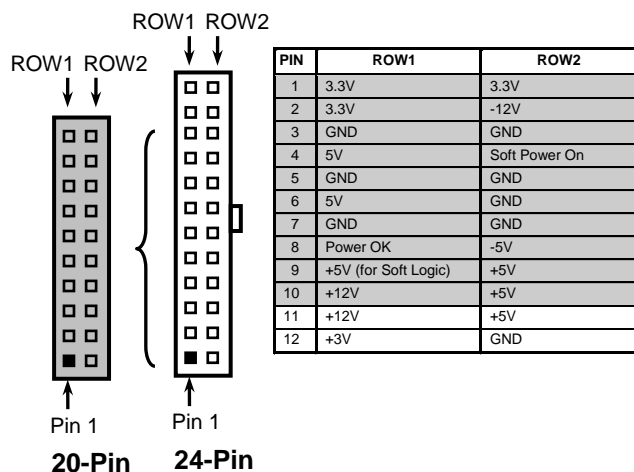 ROW1 ROW2
ROW1 ROW2
Pin 1
20-Pin
Pin 1
24-Pin
PIN ROW1 ROW2
1 3.3V 3.3V
2 3.3V -12V
3 GND GND
4 5V Soft Power On
5 GND GND
6 5V GND
7 GND GND
8 Power OK -5V
9 +5V (for Soft Logic) +5V
10 +12V +5V
11 +12V +5V
12 +3V GND